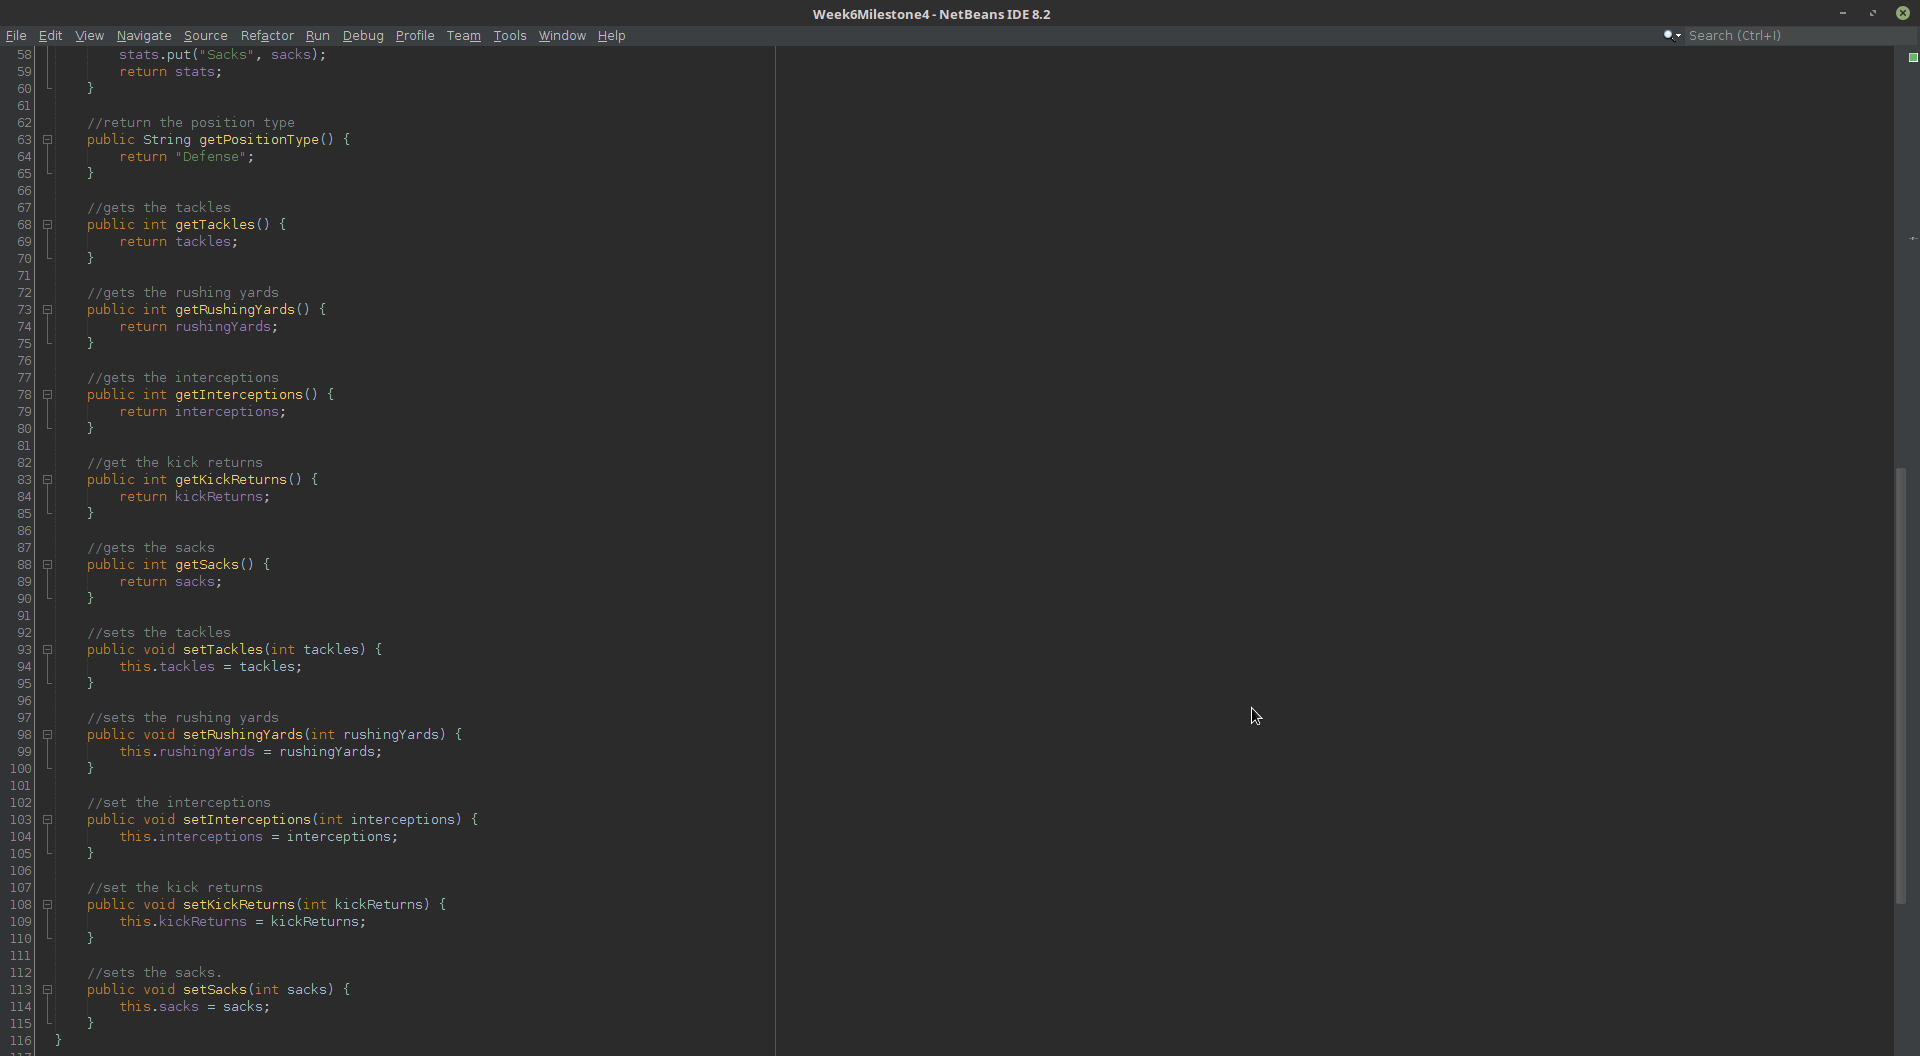 Week6Milestone4 - NetBeans IDE 8.2
File Edit View Navigate Source Refactor Run Debug Profile Team Tools Window Help Search (Ctrl+I)
58 stats.put("Sacks", sacks);
59 return stats;
60 }
61
62 //return the position type
63 public String getPositionType() {
64 return "Defense";
65 }
66
67 //gets the tackles
68 public int getTackles() {
69 return tackles;
70 }
71
72 //gets the rushing yards
73 public int getRushingYards() {
74 return rushingYards;
75 }
76
77 //gets the interceptions
78 public int getInterceptions() {
79 return interceptions;
80 }
81
82 //get the kick returns
83 public int getKickReturns() {
84 return kickReturns;
85 }
86
87 //gets the sacks
88 public int getSacks() {
89 return sacks;
90 }
91
92 //sets the tackles
93 public void setTackles(int tackles) {
94 this.tackles = tackles;
95 }
96
97 //sets the rushing yards
98 public void setRushingYards(int rushingYards) {
99 this.rushingYards = rushingYards;
100 }
101
102 //set the interceptions
103 public void setInterceptions(int interceptions) {
104 this.interceptions = interceptions;
105 }
106
107 //set the kick returns
108 public void setKickReturns(int kickReturns) {
109 this.kickReturns = kickReturns;
110 }
111
112 //sets the sacks.
113 public void setSacks(int sacks) {
114 this.sacks = sacks;
115 }
116 }
117